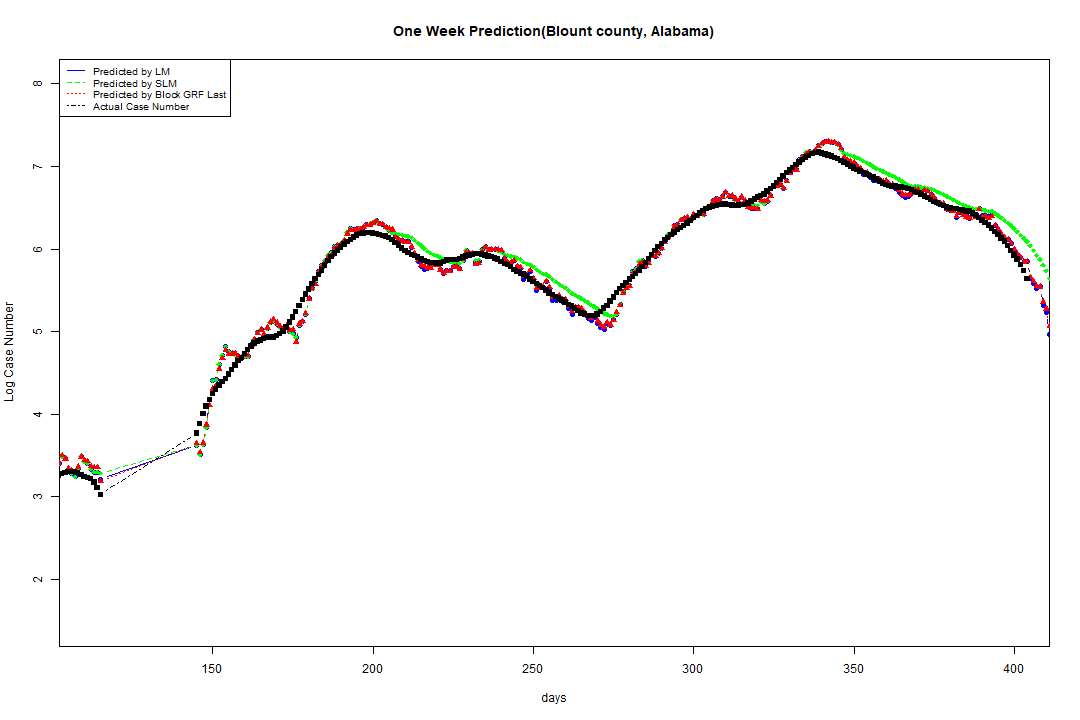 One Week Prediction(Blount county, Alabama)
Predicted by LM
Predicted by SLM
Predicted by Block GRF Last
Actual Case Number
8
7
6
5
4
3
2
Log Case Number
150 200 250 300 350 400
days